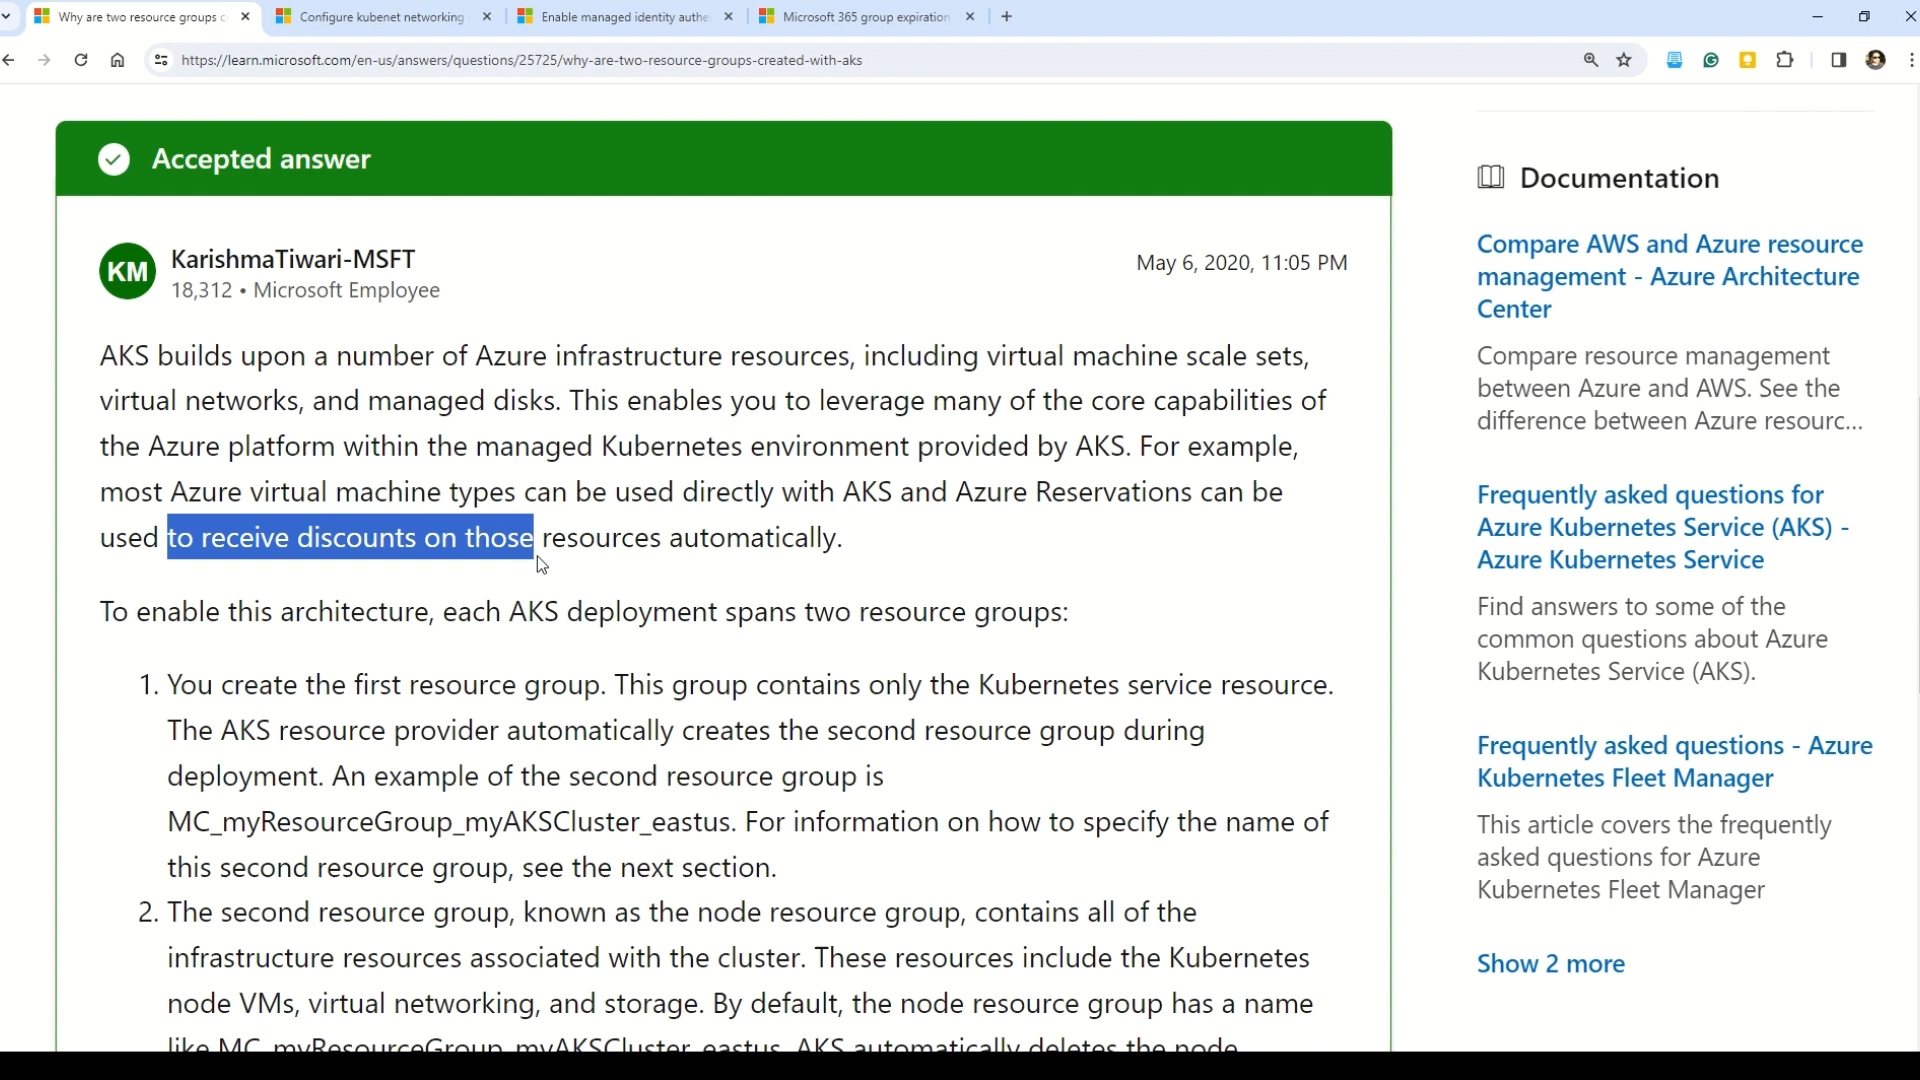 Why are two resource groups c
Configure kubenet networking
Enable managed identity authe
Microsoft 365 group expiration
https://learn.microsoft.com/en-us/answers/questions/25725/why-are-two-resource-groups-created-with-aks
Accepted answer
KM
KarishmaTiwari-MSFT
18,312 • Microsoft Employee
May 6, 2020, 11:05 PM
AKS builds upon a number of Azure infrastructure resources, including virtual machine scale sets,
virtual networks, and managed disks. This enables you to leverage many of the core capabilities of
the Azure platform within the managed Kubernetes environment provided by AKS. For example,
most Azure virtual machine types can be used directly with AKS and Azure Reservations can be
used to receive discounts on those resources automatically.
To enable this architecture, each AKS deployment spans two resource groups:
1. You create the first resource group. This group contains only the Kubernetes service resource.
The AKS resource provider automatically creates the second resource group during
deployment. An example of the second resource group is
MC_myResourceGroup_myAKSCluster_eastus. For information on how to specify the name of
this second resource group, see the next section.
2. The second resource group, known as the node resource group, contains all of the
infrastructure resources associated with the cluster. These resources include the Kubernetes
node VMs, virtual networking, and storage. By default, the node resource group has a name
like MC_myResourceGroup_myAKSCluster_eastus. AKS automatically deletes the node
Documentation
Compare AWS and Azure resource
management - Azure Architecture
Center
Compare resource management
between Azure and AWS. See the
difference between Azure resourc...
Frequently asked questions for
Azure Kubernetes Service (AKS) -
Azure Kubernetes Service
Find answers to some of the
common questions about Azure
Kubernetes Service (AKS).
Frequently asked questions - Azure
Kubernetes Fleet Manager
This article covers the frequently
asked questions for Azure
Kubernetes Fleet Manager
Show 2 more